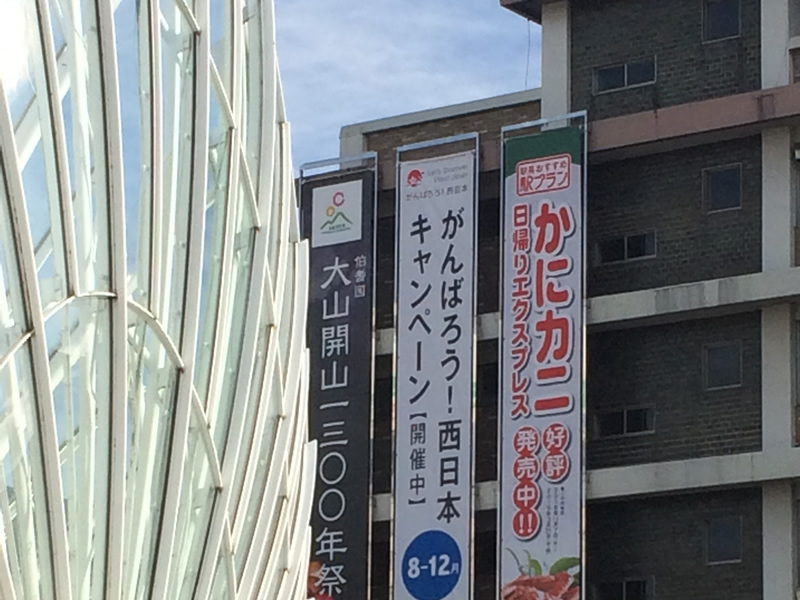 伯耆国
大山開山一三〇〇年祭
がんばろう!西日本
がんばろう!西日本
キャンペーン【開催中】
8-12月
駅長おすすめ
駅プラン
かにカニ
日帰りエクスプレス
好評
発売中!!